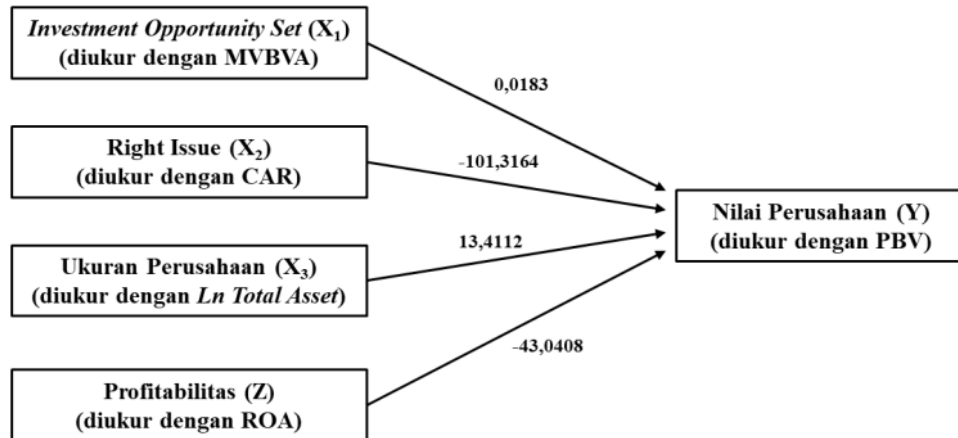 Investment Opportunity Set (X₁)
(diukur dengan MVBVA)
0,0183
Right Issue (X₂)
(diukur dengan CAR)
-101,3164
Nilai Perusahaan (Y)
(diukur dengan PBV)
13,4112
Ukuran Perusahaan (X₃)
(diukur dengan Ln Total Asset)
-43,0408
Profitabilitas (Z)
(diukur dengan ROA)